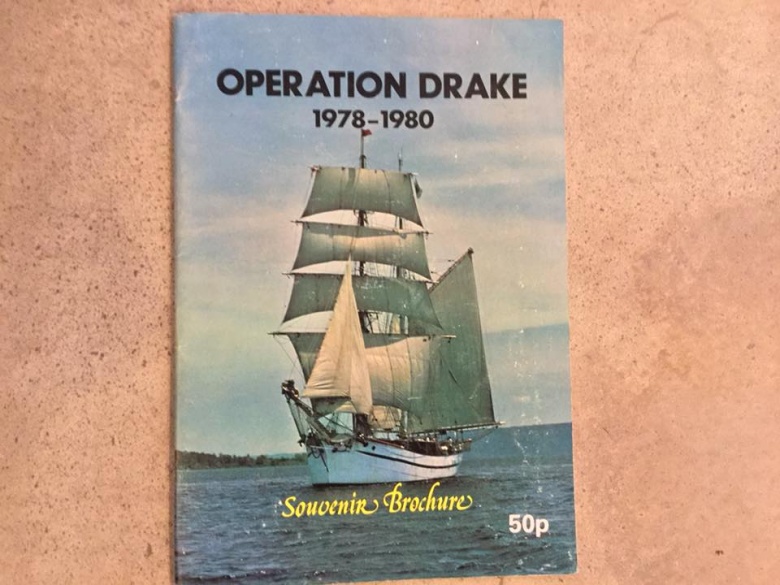 OPERATION DRAKE
1978-1980
Souvenir Brochure
50p